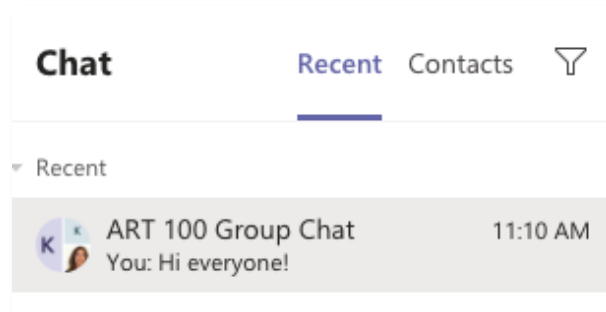 Chat Recent Contacts
Recent
K K ART 100 Group Chat 11:10 AM
You: Hi everyone!